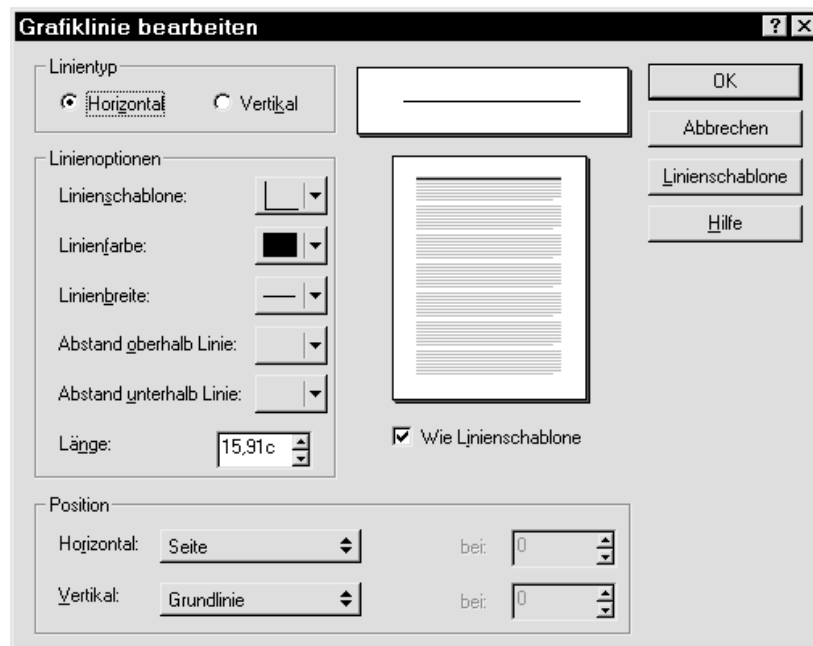 Grafiklinie bearbeiten
Linientyp
Horizontal
Vertikal
OK
Abbrechen
Linienschablone
Hilfe
Linienoptionen
Linienschablone:
Linienfarbe:
Linienbreite:
Abstand oberhalb Linie:
Abstand unterhalb Linie:
Länge: 15,91c
Wie Linienschablone
Position
Horizontal: Seite bei: 0
Vertikal: Grundlinie bei: 0